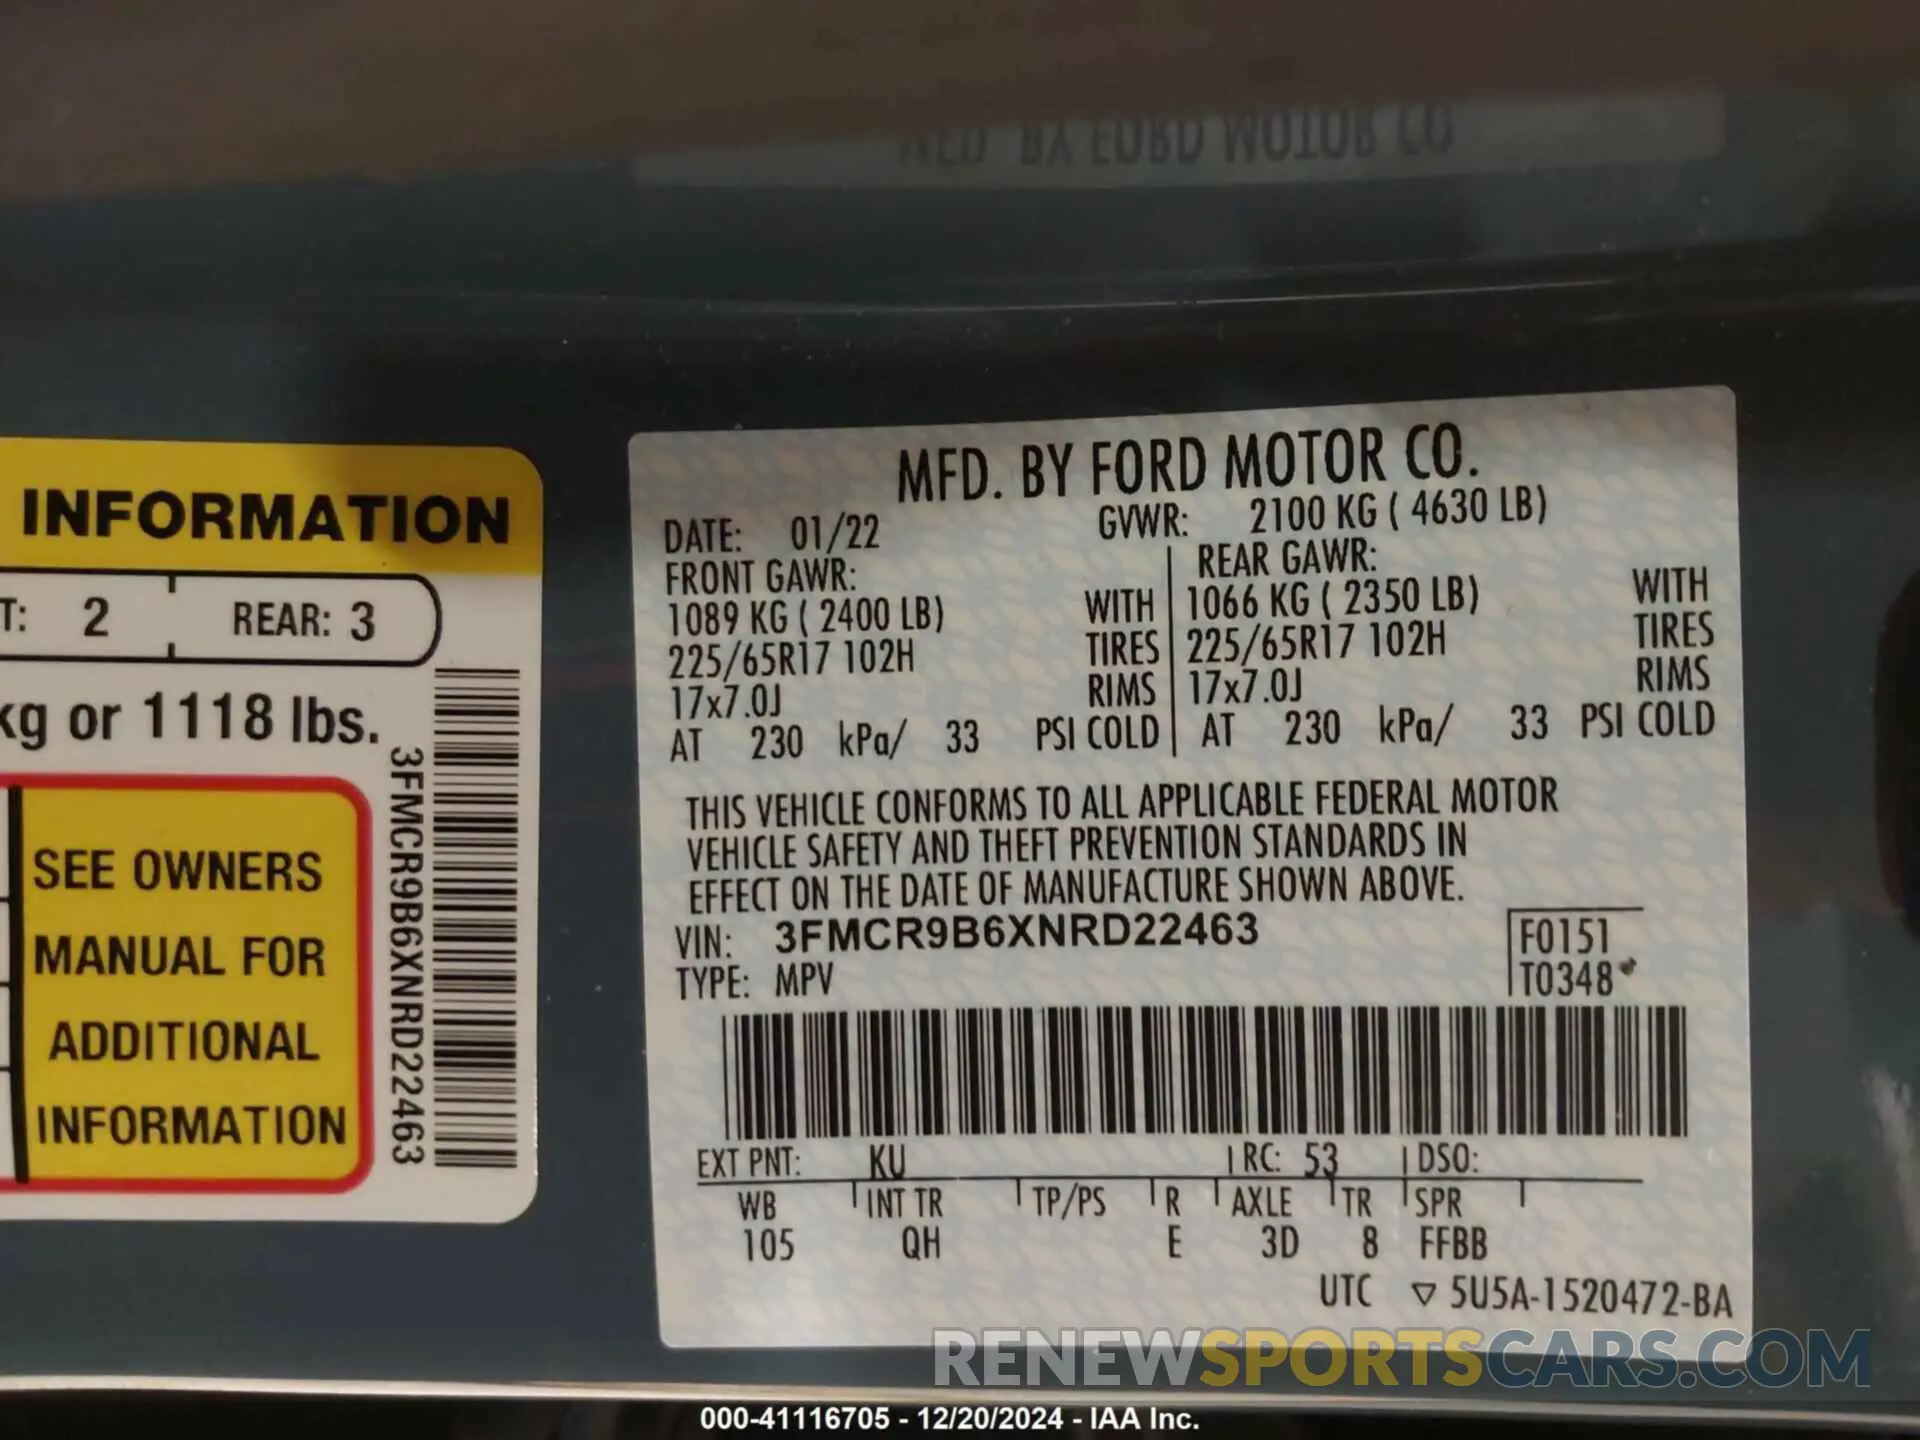 MFD. BY FORD MOTOR CO
INFORMATION
T: 2 REAR: 3
kg or 1118 lbs.
SEE OWNERS
MANUAL FOR
ADDITIONAL
INFORMATION
3FMCR9B6XNRD22463
MFD. BY FORD MOTOR CO.
DATE: 01/22 GVWR: 2100 KG ( 4630 LB)
FRONT GAWR: REAR GAWR:
1089 KG ( 2400 LB) WITH 1066 KG ( 2350 LB) WITH
225/65R17 102H TIRES 225/65R17 102H TIRES
17x7.0J RIMS 17x7.0J RIMS
AT 230 kPa/ 33 PSI COLD AT 230 kPa/ 33 PSI COLD
THIS VEHICLE CONFORMS TO ALL APPLICABLE FEDERAL MOTOR
VEHICLE SAFETY AND THEFT PREVENTION STANDARDS IN
EFFECT ON THE DATE OF MANUFACTURE SHOWN ABOVE.
VIN: 3FMCR9B6XNRD22463 F0151
TYPE: MPV T0348
EXT PNT: KU RC: 53 DSO:
WB INT TR TP/PS R AXLE TR SPR
105 QH E 3D 8 FFBB
UTC ▽ 5U5A-1520472-BA
RENEWSPORTSCARS.COM
000-41116705 - 12/20/2024 - IAA Inc.